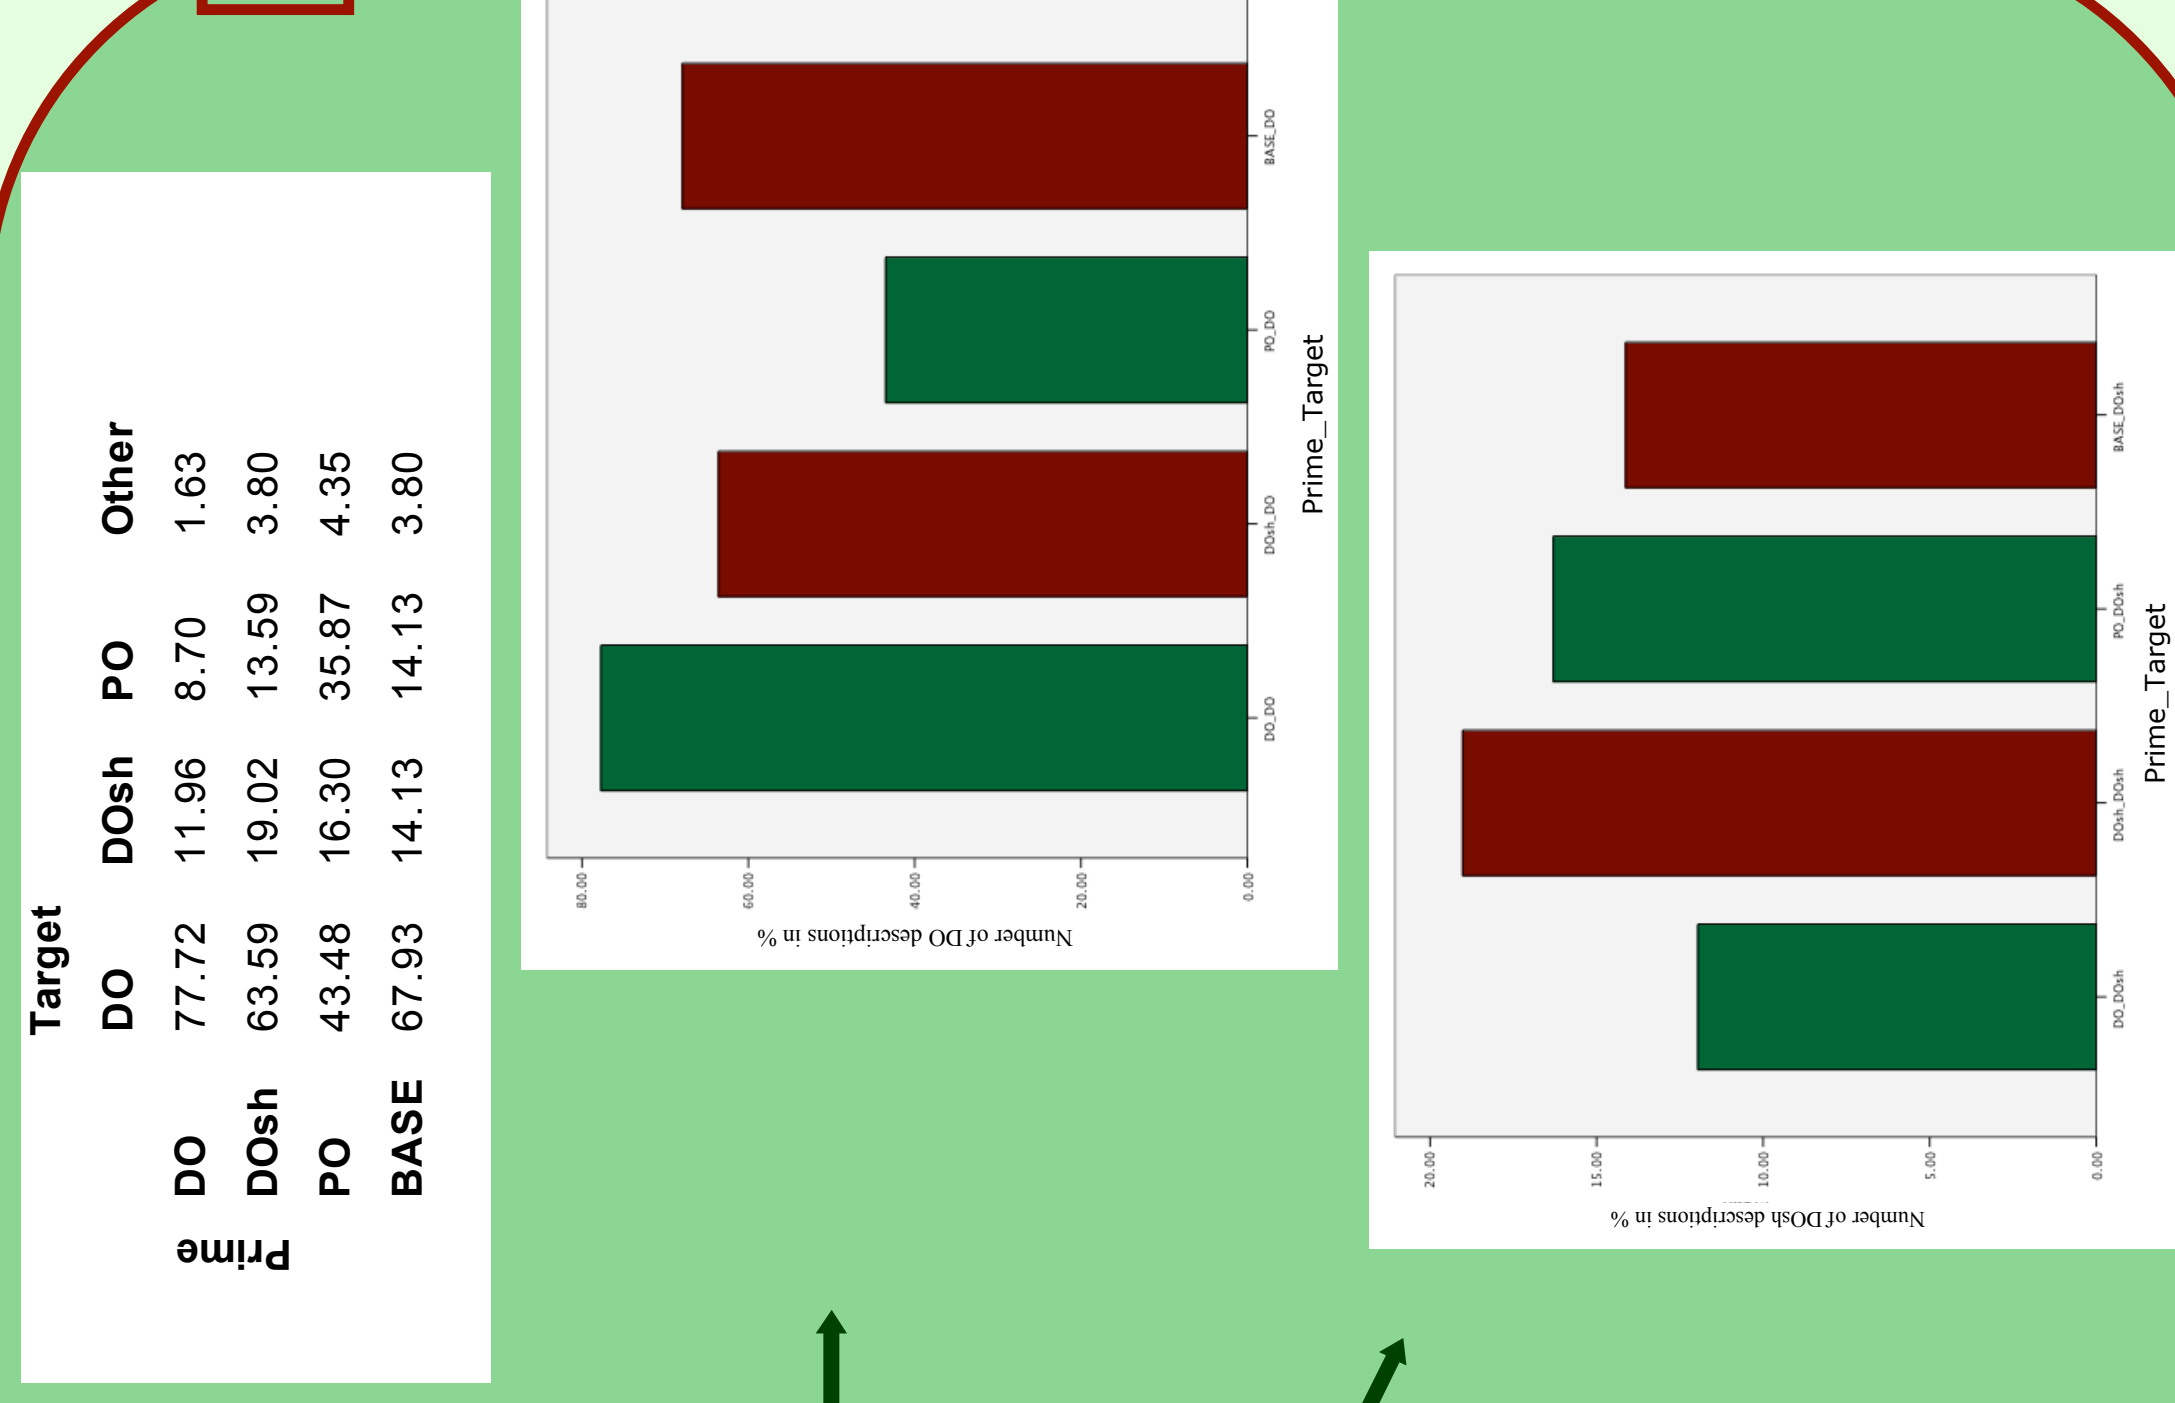 Target
DO DOsh PO Other
Prime
DO 77.72 11.96 8.70 1.63
DOsh 63.59 19.02 13.59 3.80
PO 43.48 16.30 35.87 4.35
BASE 67.93 14.13 14.13 3.80
Number of DO descriptions in %
80.00
60.00
40.00
20.00
0.00
DO_DO DOsh_DO PO_DO BASE_DO
Prime_Target
Number of DOsh descriptions in %
20.00
15.00
10.00
5.00
0.00
DO_DOsh DOsh_DOsh PO_DOsh BASE_DOsh
Prime_Target